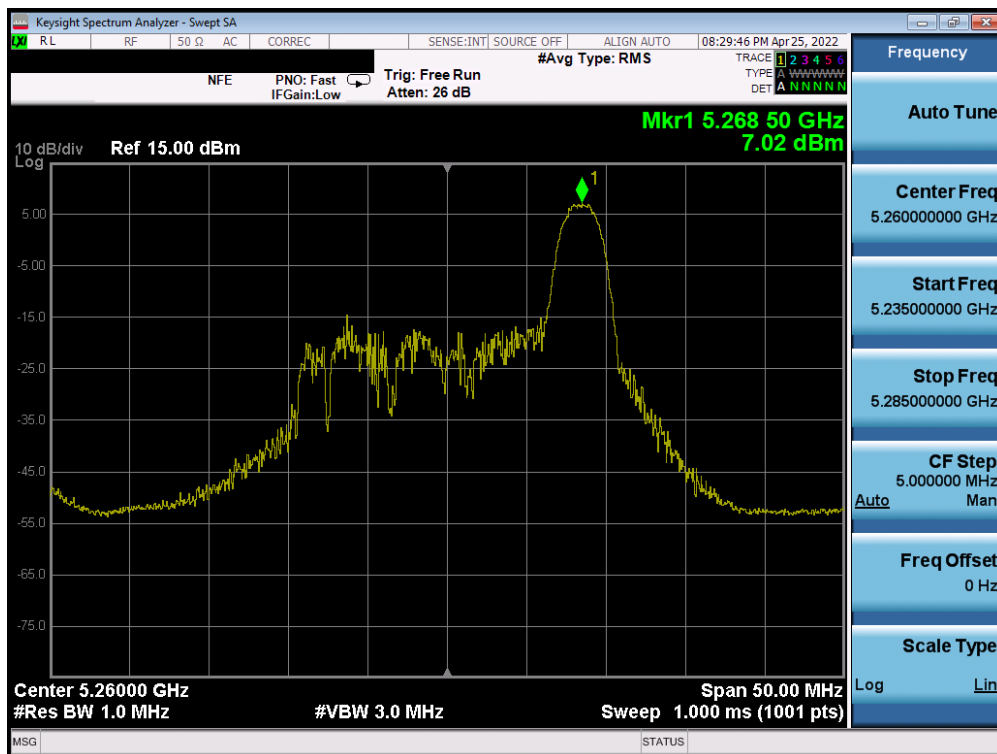 Keysight Spectrum Analyzer - Swept SA
LXI RL RF 50 Ω AC CORREC SENSE:INT SOURCE OFF ALIGN AUTO 08:29:46 PM Apr 25, 2022
NFE PNO: Fast IFGain:Low Trig: Free Run Atten: 26 dB #Avg Type: RMS
TRACE 1 2 3 4 5 6
TYPE A WWWWW
DET A N N N N N
Mkr1 5.268 50 GHz
7.02 dBm
10 dB/div Ref 15.00 dBm
Log
1
5.00
-5.00
-15.0
-25.0
-35.0
-45.0
-55.0
-65.0
-75.0
Center 5.26000 GHz Span 50.00 MHz
#Res BW 1.0 MHz #VBW 3.0 MHz Sweep 1.000 ms (1001 pts)
MSG STATUS
Frequency
Auto Tune
Center Freq
5.260000000 GHz
Start Freq
5.235000000 GHz
Stop Freq
5.285000000 GHz
CF Step
5.000000 MHz
Auto Man
Freq Offset
0 Hz
Scale Type
Log Lin